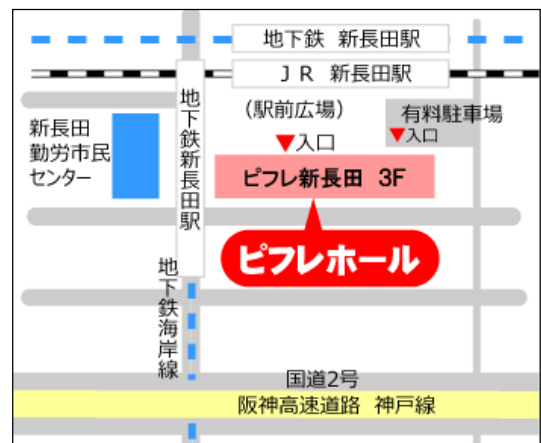 地下鉄 新長田駅
JR 新長田駅
地下鉄新長田駅
(駅前広場)
▼入口
有料駐車場
▼入口
新長田
勤労市民
センター
ピフレ新長田 3F
ピフレホール
地下鉄海岸線
国道2号
阪神高速道路 神戸線